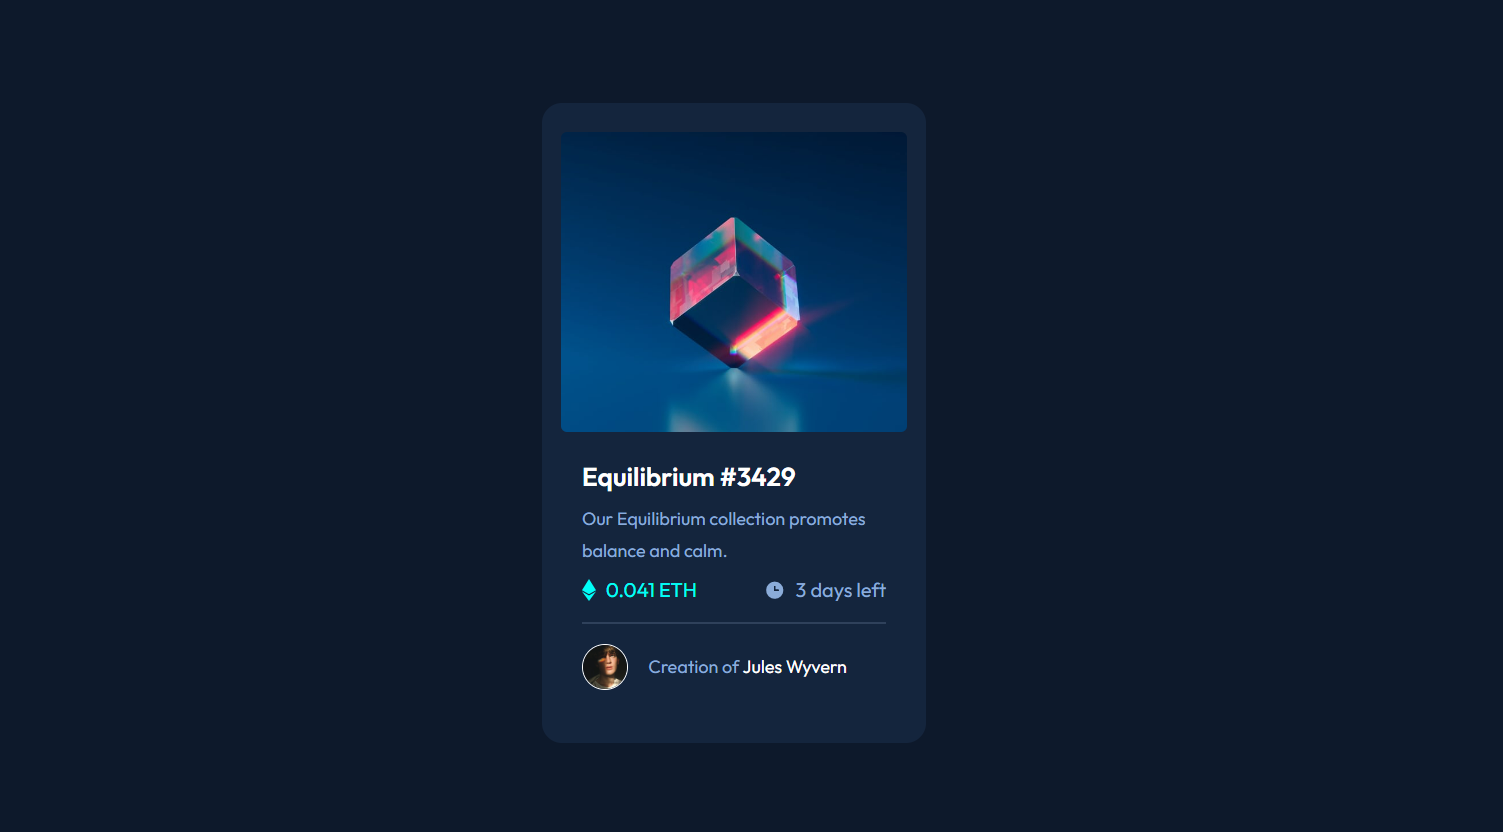 Equilibrium #3429
Our Equilibrium collection promotes
balance and calm.
0.041 ETH 3 days left
Creation of Jules Wyvern